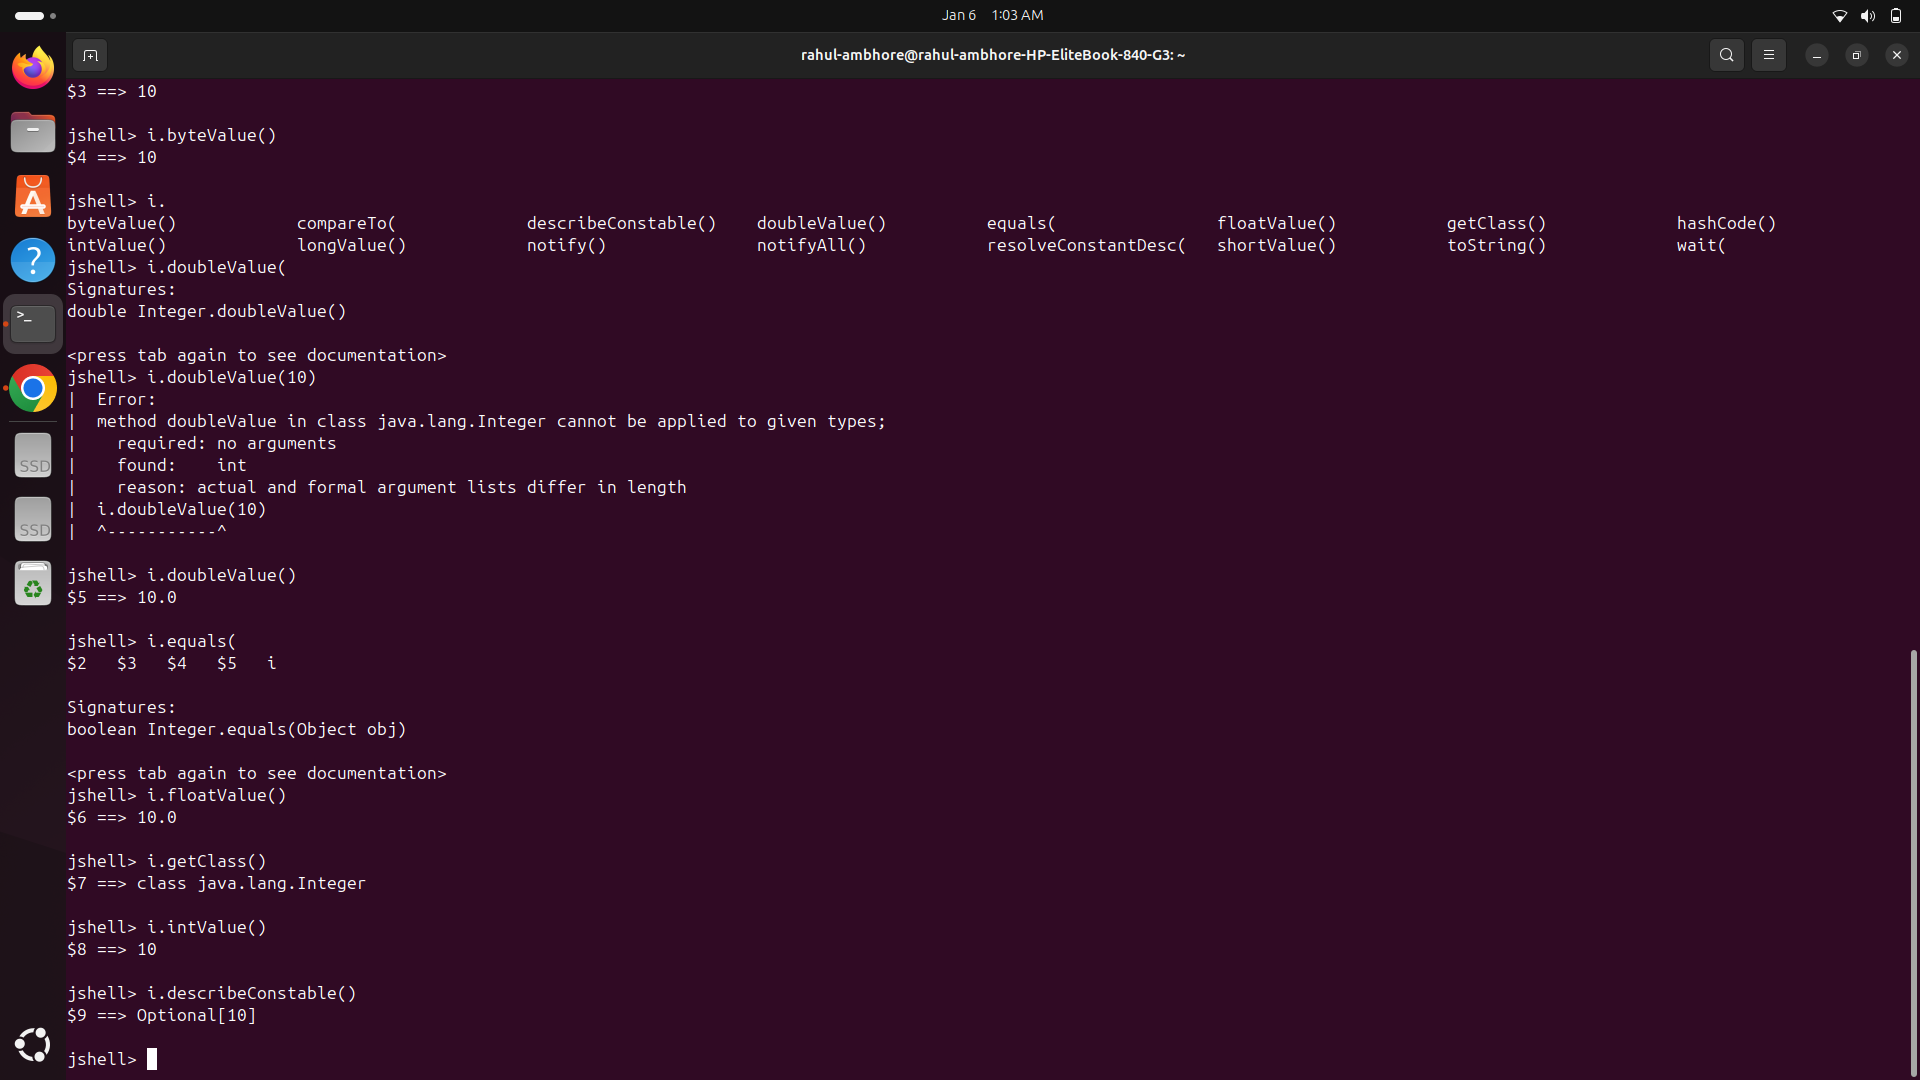 Jan 6 1:03 AM
rahul-ambhore@rahul-ambhore-HP-EliteBook-840-G3: ~
$3 ==> 10
jshell> i.byteValue()
$4 ==> 10
jshell> i.
byteValue() compareTo( describeConstable() doubleValue() equals( floatValue() getClass() hashCode()
intValue() longValue() notify() notifyAll() resolveConstantDesc( shortValue() toString() wait(
jshell> i.doubleValue(
Signatures:
double Integer.doubleValue()
<press tab again to see documentation>
jshell> i.doubleValue(10)
|  Error:
|  method doubleValue in class java.lang.Integer cannot be applied to given types;
|    required: no arguments
|    found:    int
|    reason: actual and formal argument lists differ in length
|  i.doubleValue(10)
|  ^-----------^
jshell> i.doubleValue()
$5 ==> 10.0
jshell> i.equals(
$2   $3   $4   $5   i
Signatures:
boolean Integer.equals(Object obj)
<press tab again to see documentation>
jshell> i.floatValue()
$6 ==> 10.0
jshell> i.getClass()
$7 ==> class java.lang.Integer
jshell> i.intValue()
$8 ==> 10
jshell> i.describeConstable()
$9 ==> Optional[10]
jshell>
?
>_
SSD
SSD